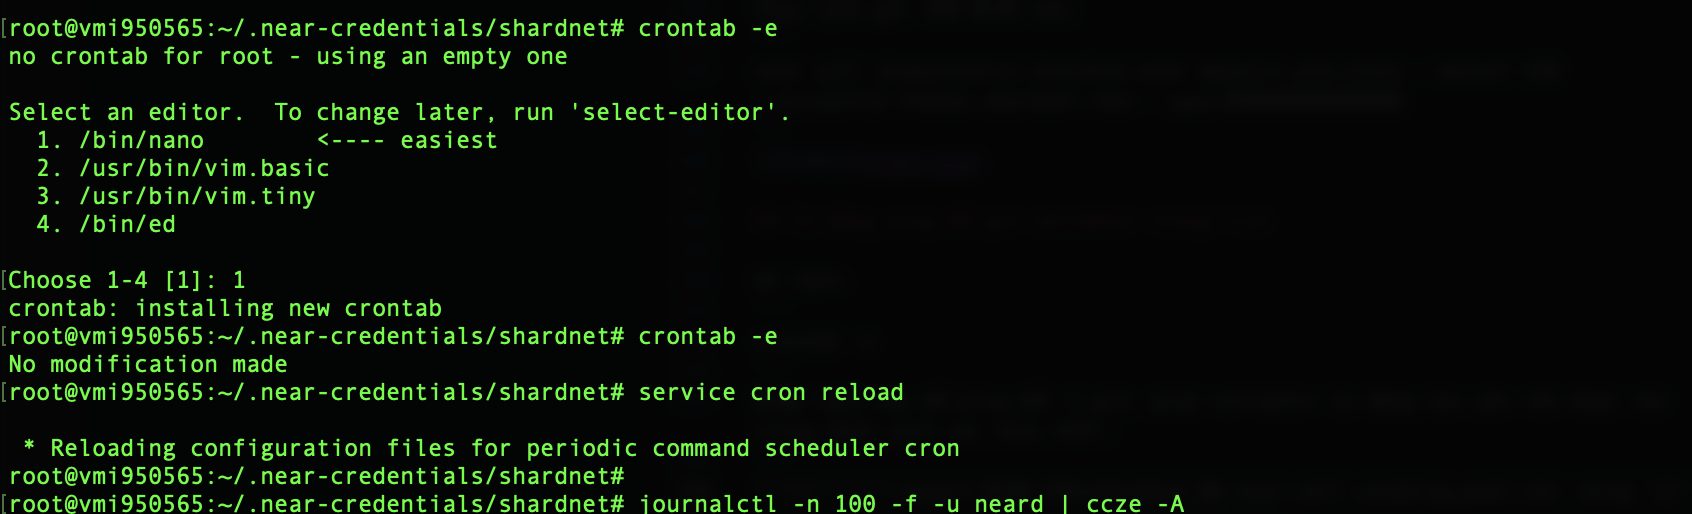 [root@vmi950565:~/.near-credentials/shardnet# crontab -e
no crontab for root - using an empty one
Select an editor.  To change later, run 'select-editor'.
  1. /bin/nano        <---- easiest
  2. /usr/bin/vim.basic
  3. /usr/bin/vim.tiny
  4. /bin/ed
[Choose 1-4 [1]: 1
crontab: installing new crontab
[root@vmi950565:~/.near-credentials/shardnet# crontab -e
No modification made
[root@vmi950565:~/.near-credentials/shardnet# service cron reload
 * Reloading configuration files for periodic command scheduler cron
root@vmi950565:~/.near-credentials/shardnet#
[root@vmi950565:~/.near-credentials/shardnet# journalctl -n 100 -f -u neard | ccze -A